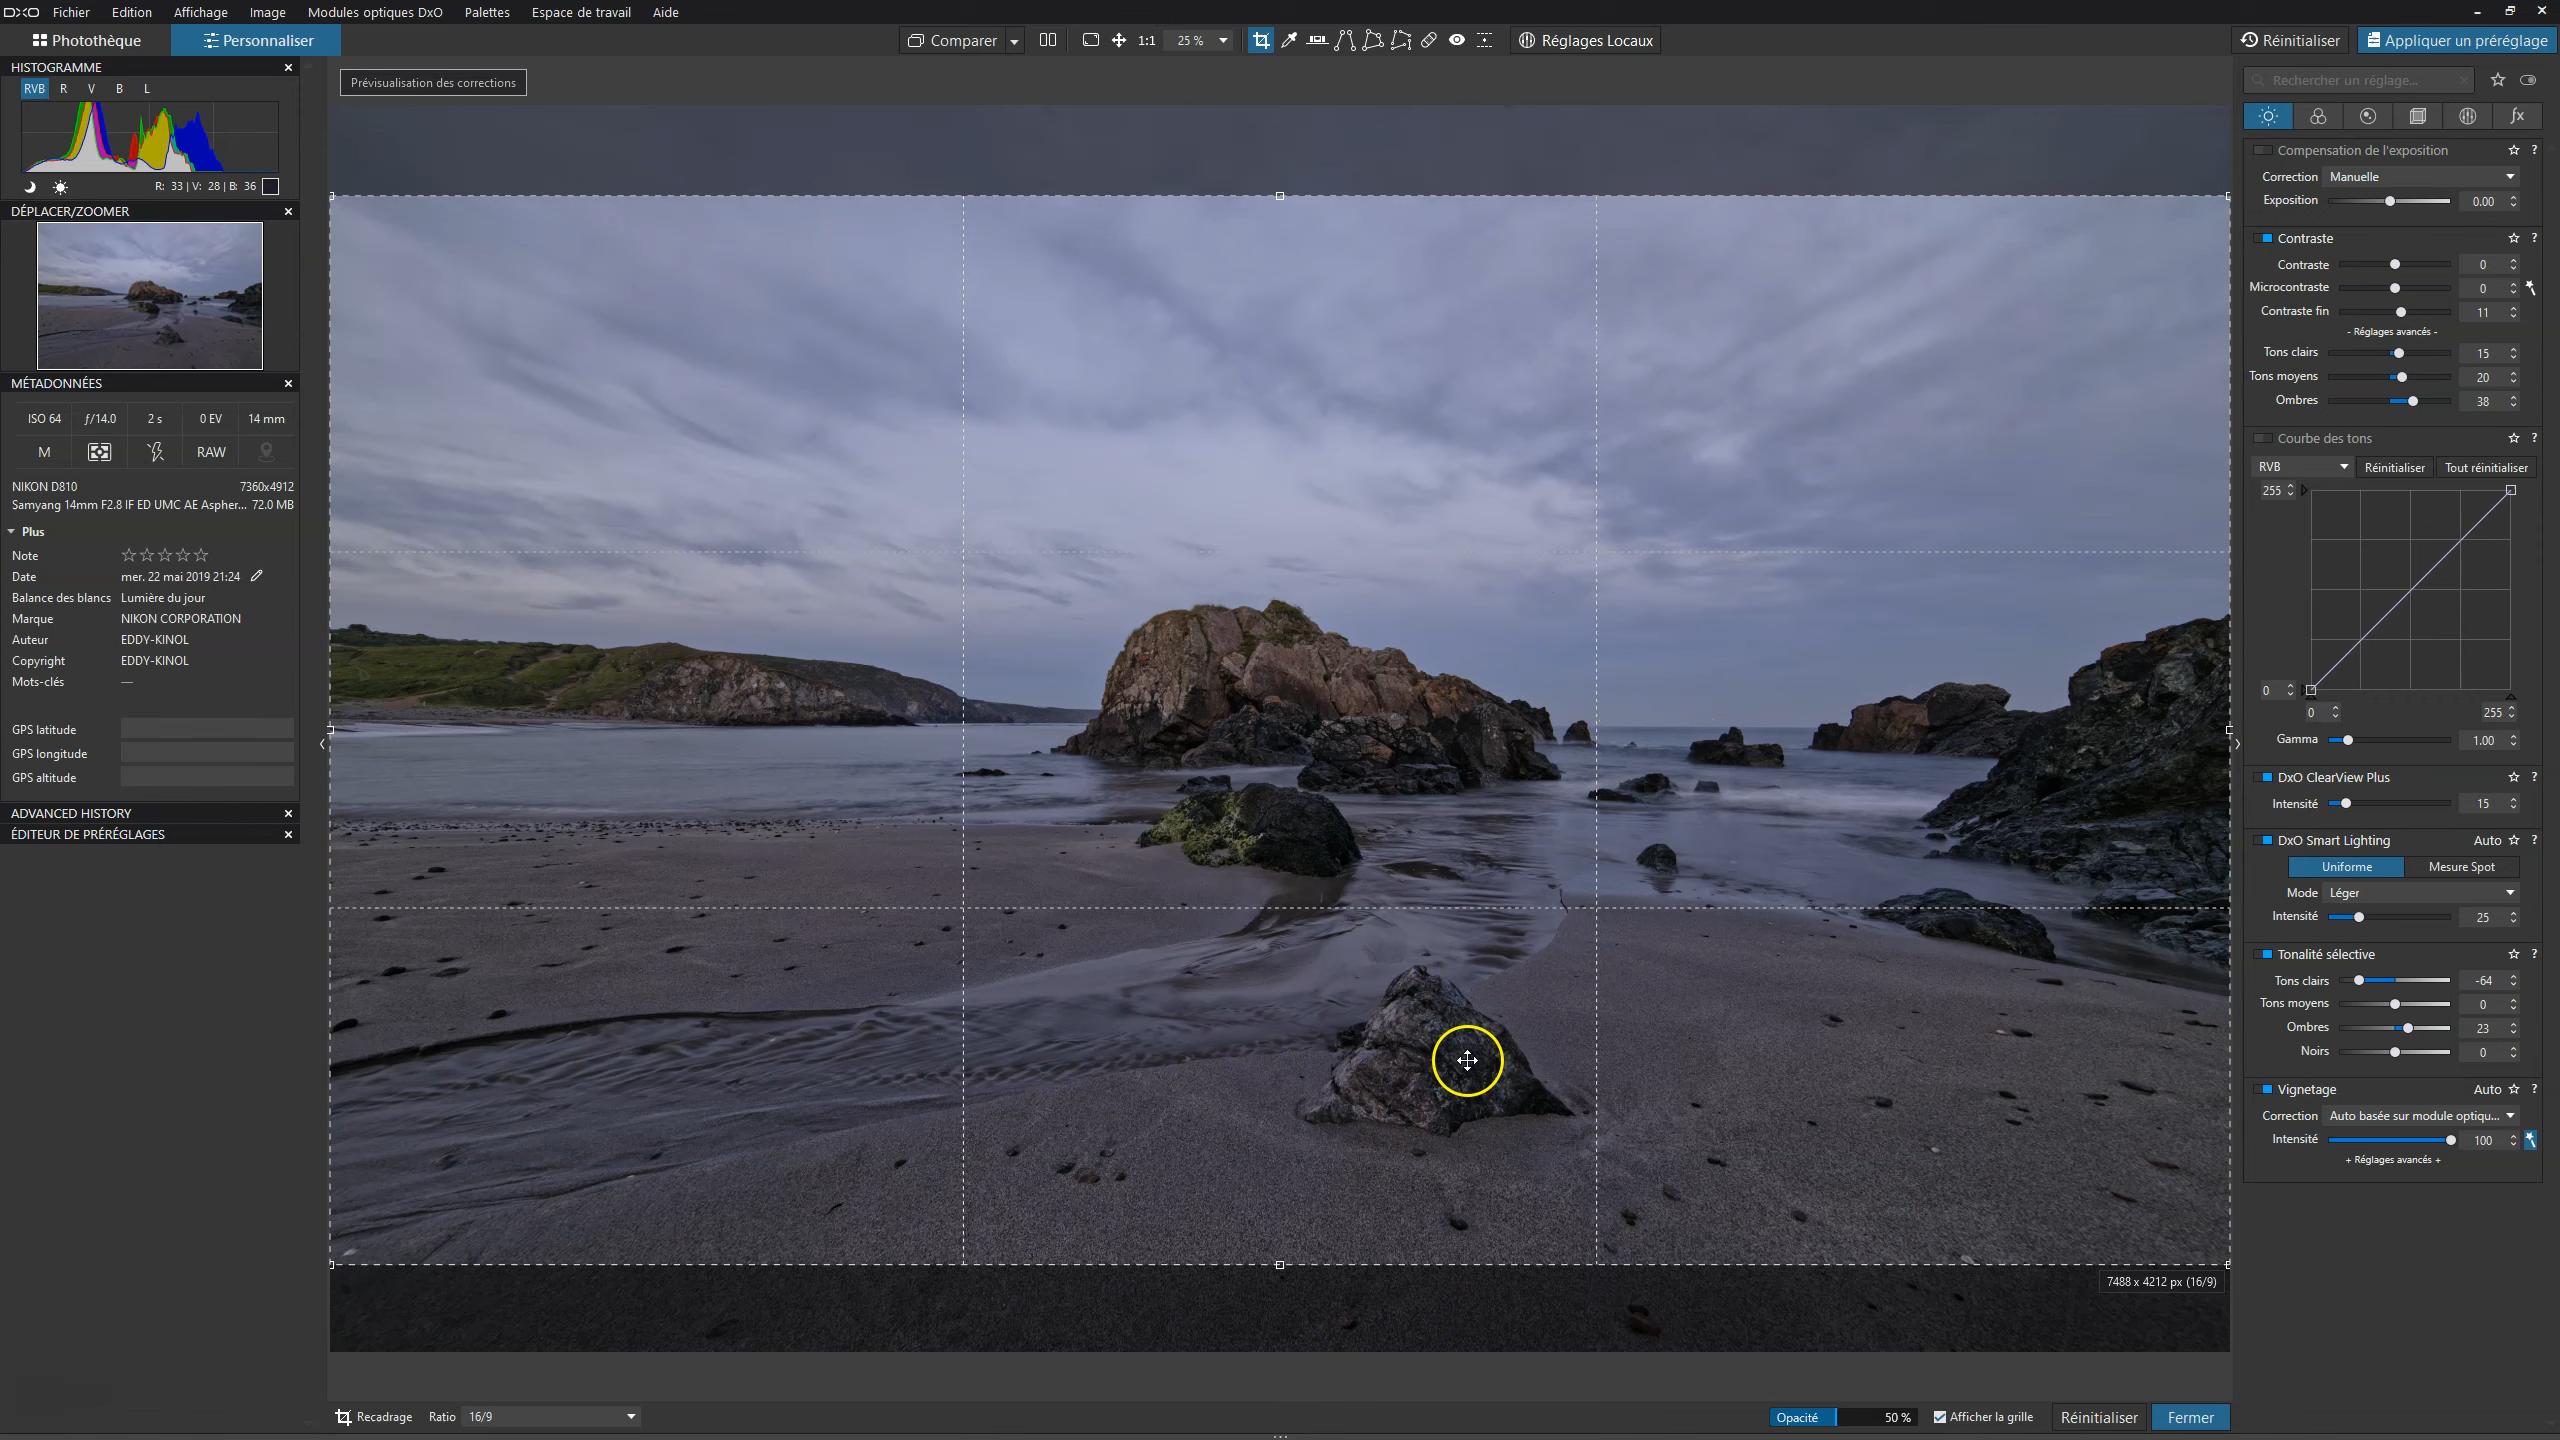 DXO Fichier Edition Affichage Image Modules optiques DxO Palettes Espace de travail Aide
Photothèque Personnaliser Comparer 1:1 25 % Réglages Locaux Réinitialiser Appliquer un préréglage
HISTOGRAMME
RVB R V B L
R: 33 | V: 28 | B: 36
DÉPLACER/ZOOMER
MÉTADONNÉES
ISO 64 ƒ/14.0 2 s 0 EV 14 mm
M RAW
NIKON D810 7360x4912
Samyang 14mm F2.8 IF ED UMC AE Aspher... 72.0 MB
Plus
Note ☆☆☆☆☆
Date mer. 22 mai 2019 21:24
Balance des blancs Lumière du jour
Marque NIKON CORPORATION
Auteur EDDY-KINOL
Copyright EDDY-KINOL
Mots-clés —
GPS latitude
GPS longitude
GPS altitude
ADVANCED HISTORY
ÉDITEUR DE PRÉRÉGLAGES
Prévisualisation des corrections
7488 x 4212 px (16/9)
Recadrage Ratio 16/9 Opacité 50 % Afficher la grille Réinitialiser Fermer
Rechercher un réglage...
fx
Compensation de l'exposition ?
Correction Manuelle
Exposition 0.00
Contraste ?
Contraste 0
Microcontraste 0
Contraste fin 11
- Réglages avancés -
Tons clairs 15
Tons moyens 20
Ombres 38
Courbe des tons ?
RVB Réinitialiser Tout réinitialiser
255
0
0 255
Gamma 1.00
DxO ClearView Plus ?
Intensité 15
DxO Smart Lighting Auto ?
Uniforme Mesure Spot
Mode Léger
Intensité 25
Tonalité sélective ?
Tons clairs -64
Tons moyens 0
Ombres 23
Noirs 0
Vignetage Auto ?
Correction Auto basée sur module optiqu...
Intensité 100
+ Réglages avancés +